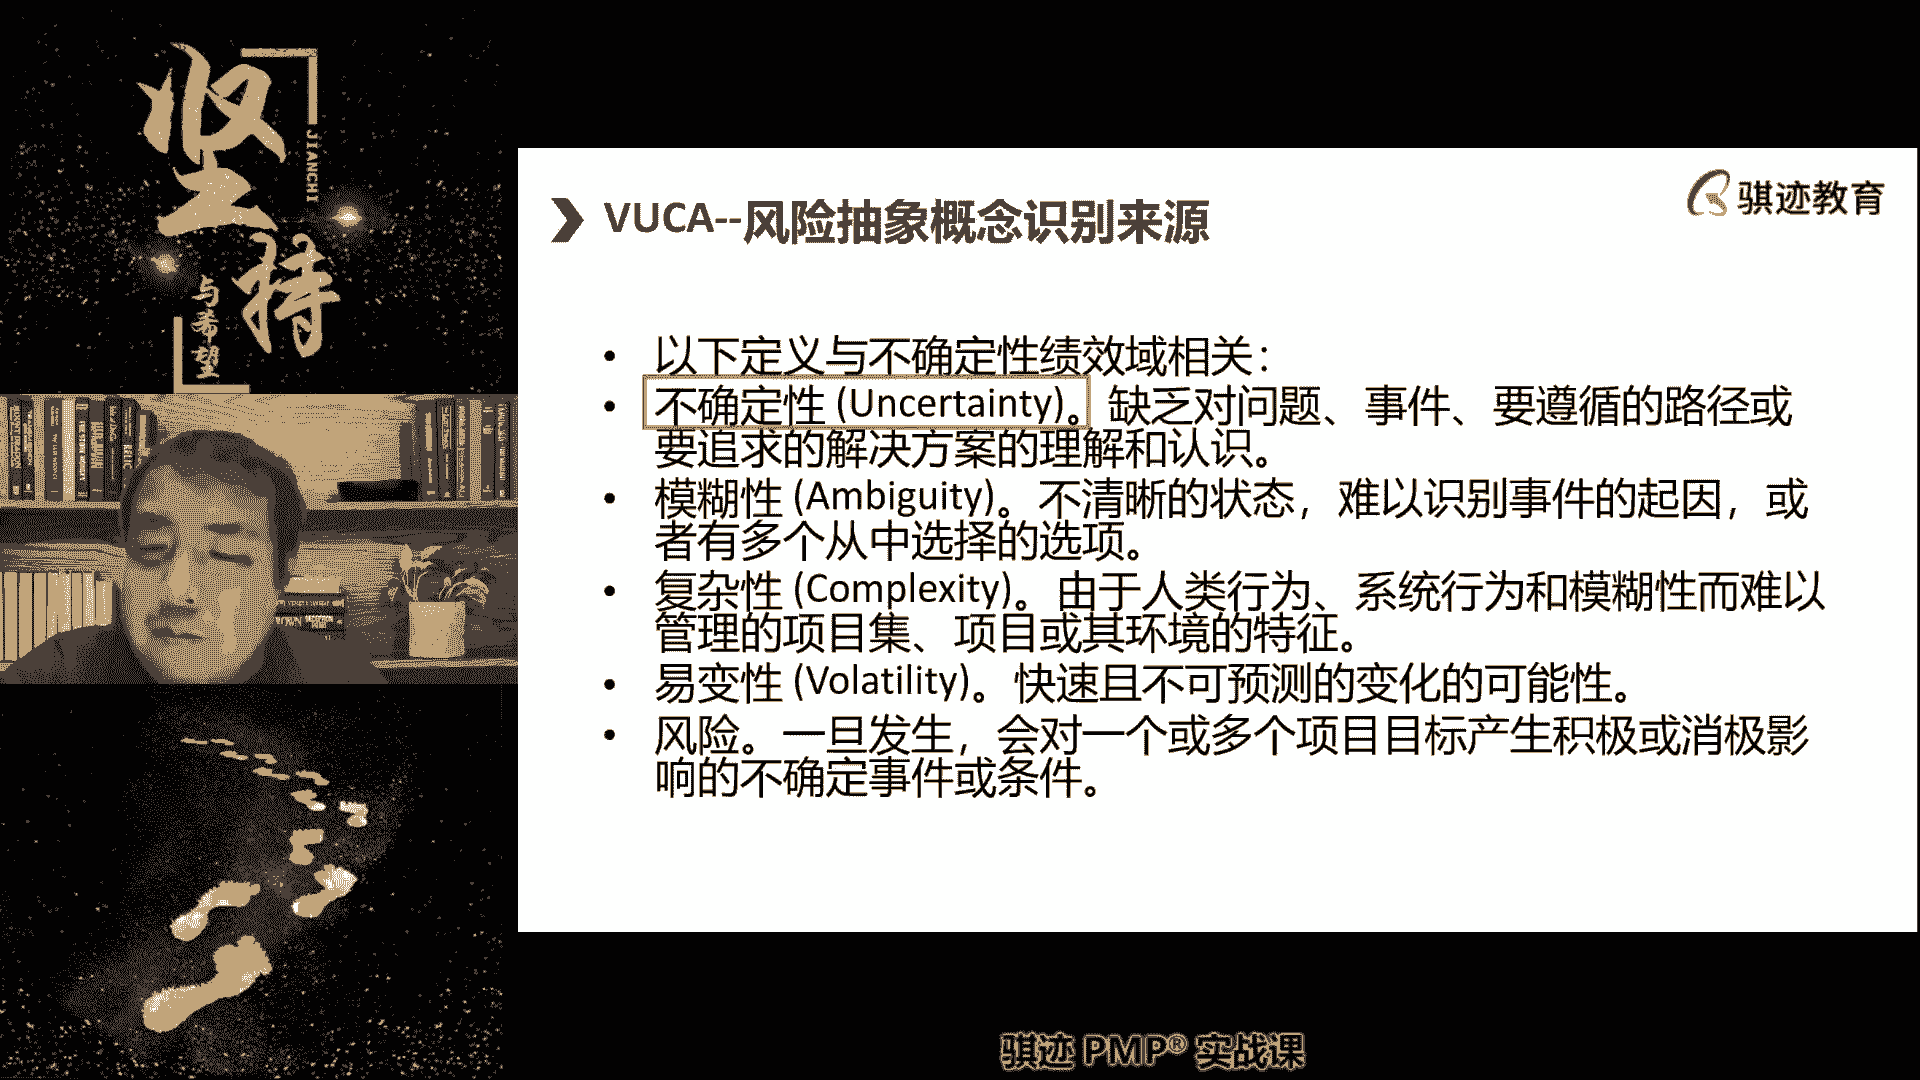 坚持
JIANCHI
与希望
骐迹教育
VUCA--风险抽象概念识别来源
• 以下定义与不确定性绩效域相关：
• 不确定性 (Uncertainty)。缺乏对问题、事件、要遵循的路径或
要追求的解决方案的理解和认识。
• 模糊性 (Ambiguity)。不清晰的状态，难以识别事件的起因，或
者有多个从中选择的选项。
• 复杂性 (Complexity)。由于人类行为、系统行为和模糊性而难以
管理的项目集、项目或其环境的特征。
• 易变性 (Volatility)。快速且不可预测的变化的可能性。
• 风险。一旦发生，会对一个或多个项目目标产生积极或消极影
响的不确定事件或条件。
骐迹 PMP® 实战课